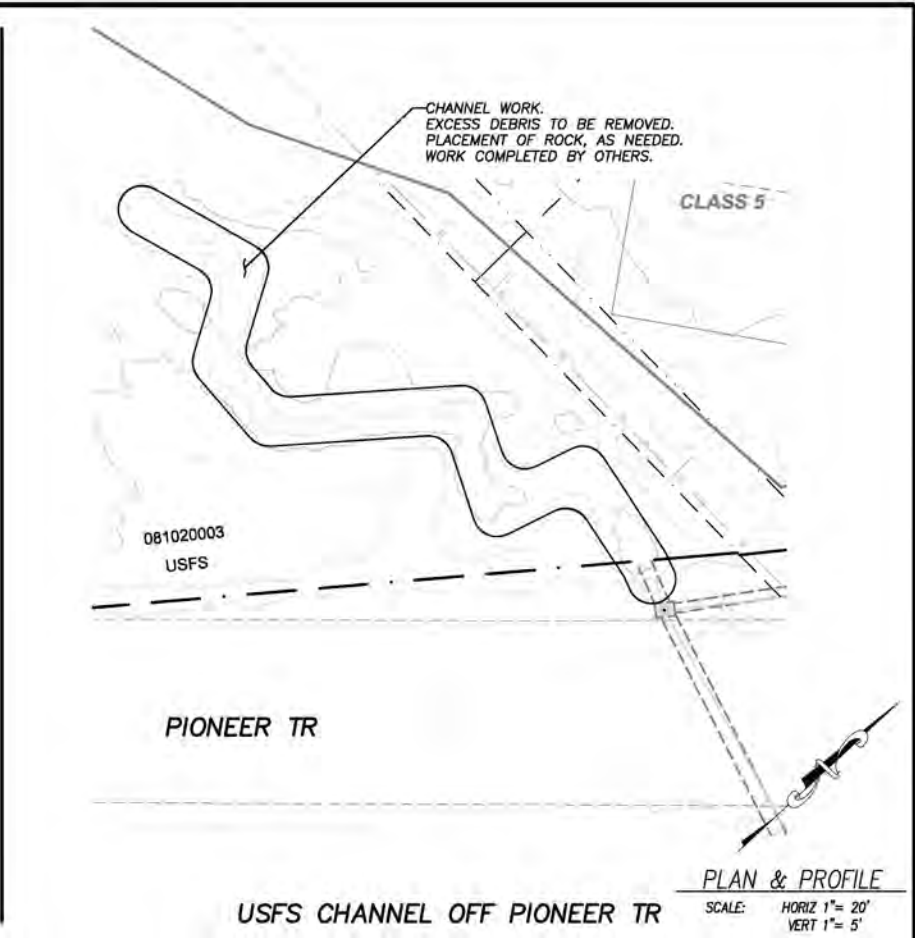 CHANNEL WORK.
EXCESS DEBRIS TO BE REMOVED.
PLACEMENT OF ROCK, AS NEEDED.
WORK COMPLETED BY OTHERS.
CLASS 5
081020003
USFS
PIONEER TR
USFS CHANNEL OFF PIONEER TR
PLAN & PROFILE
SCALE: HORIZ 1"= 20'
VERT 1"= 5'